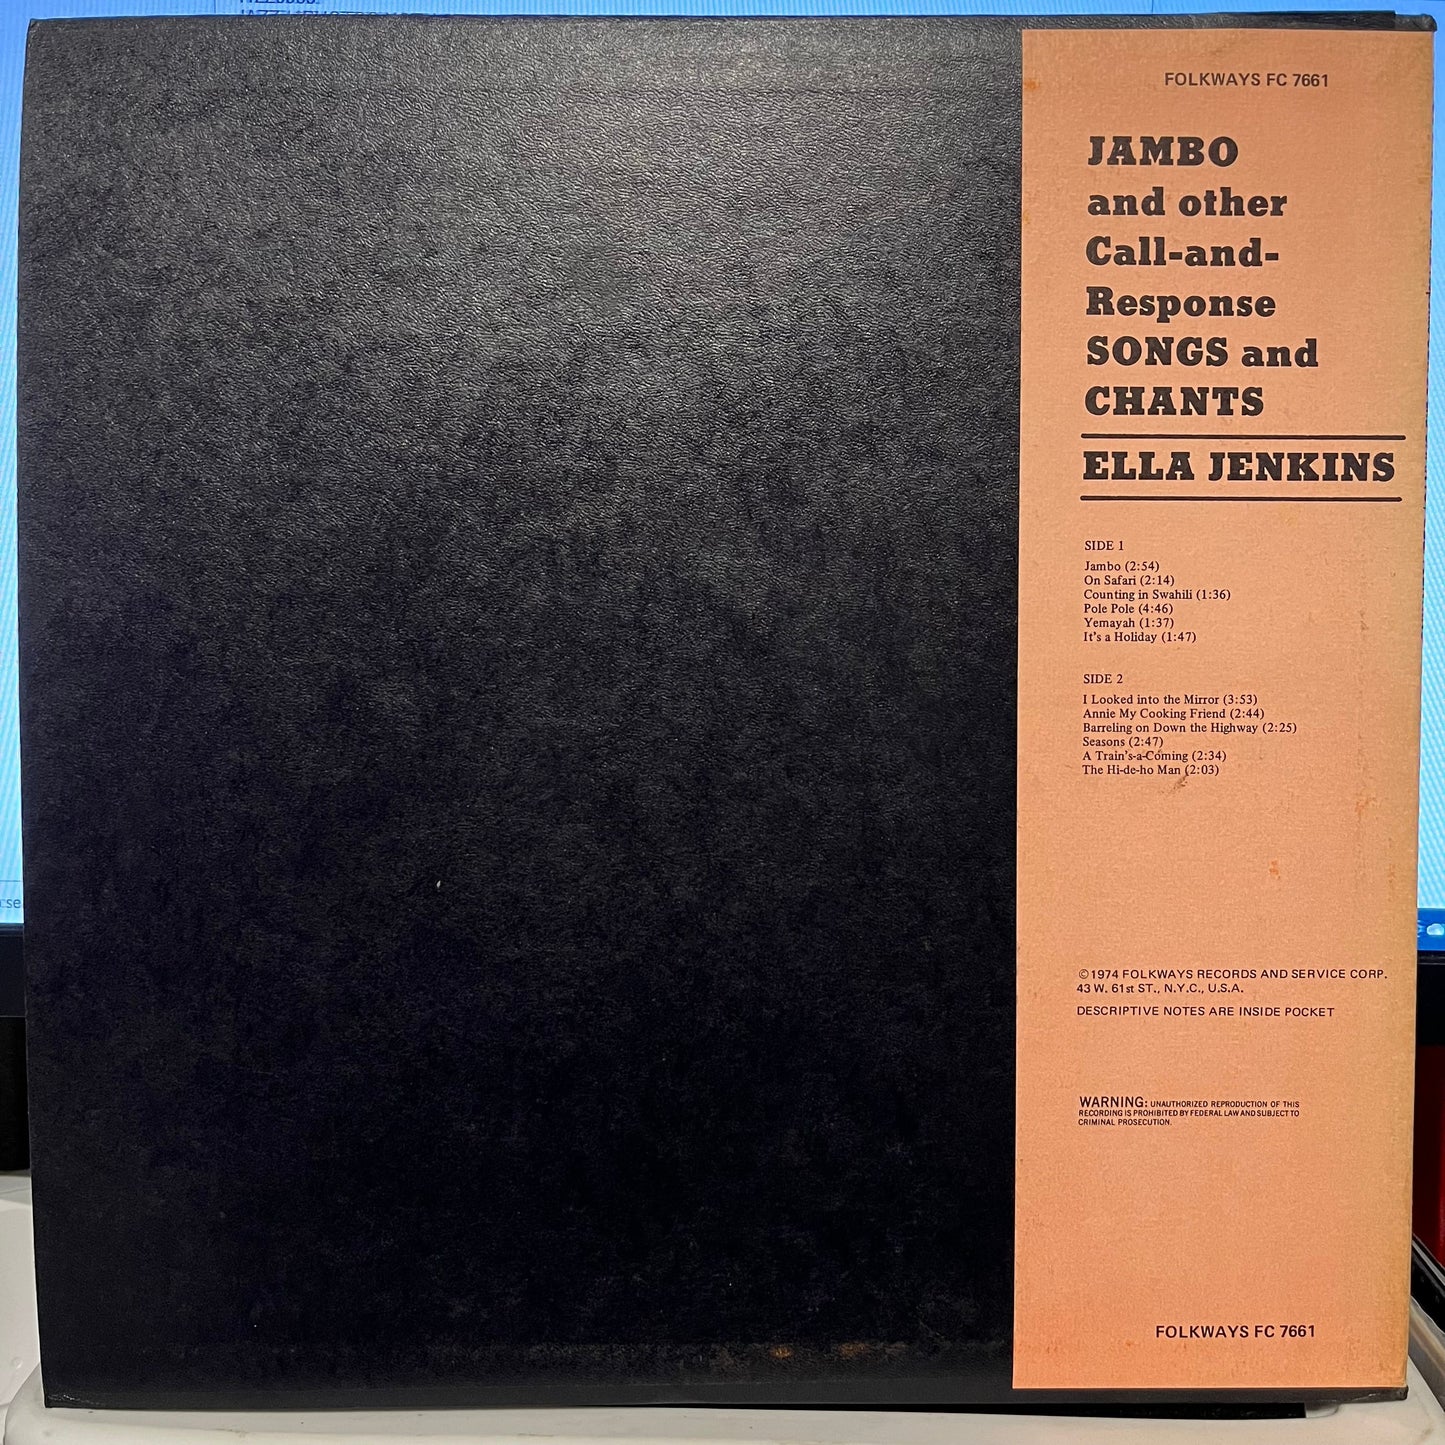 FOLKWAYS FC 7661
JAMBO
and other
Call-and-
Response
SONGS and
CHANTS
ELLA JENKINS
SIDE 1
Jambo (2:54)
On Safari (2:14)
Counting in Swahili (1:36)
Pole Pole (4:46)
Yemayah (1:37)
It's a Holiday (1:47)
SIDE 2
I Looked into the Mirror (3:53)
Annie My Cooking Friend (2:44)
Barreling on Down the Highway (2:25)
Seasons (2:47)
A Train's-a-Coming (2:34)
The Hi-de-ho Man (2:03)
©1974 FOLKWAYS RECORDS AND SERVICE CORP.
43 W. 61st ST., N.Y.C., U.S.A.
DESCRIPTIVE NOTES ARE INSIDE POCKET
WARNING: UNAUTHORIZED REPRODUCTION OF THIS
RECORDING IS PROHIBITED BY FEDERAL LAW AND SUBJECT TO
CRIMINAL PROSECUTION.
FOLKWAYS FC 7661